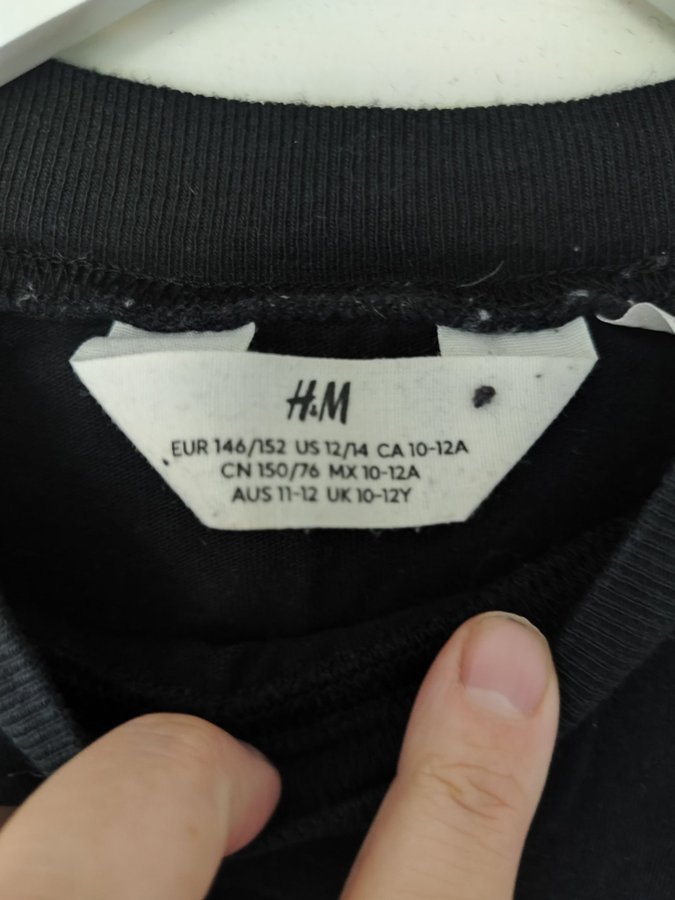 H&M
EUR 146/152 US 12/14 CA 10-12A
CN 150/76 MX 10-12A
AUS 11-12 UK 10-12Y